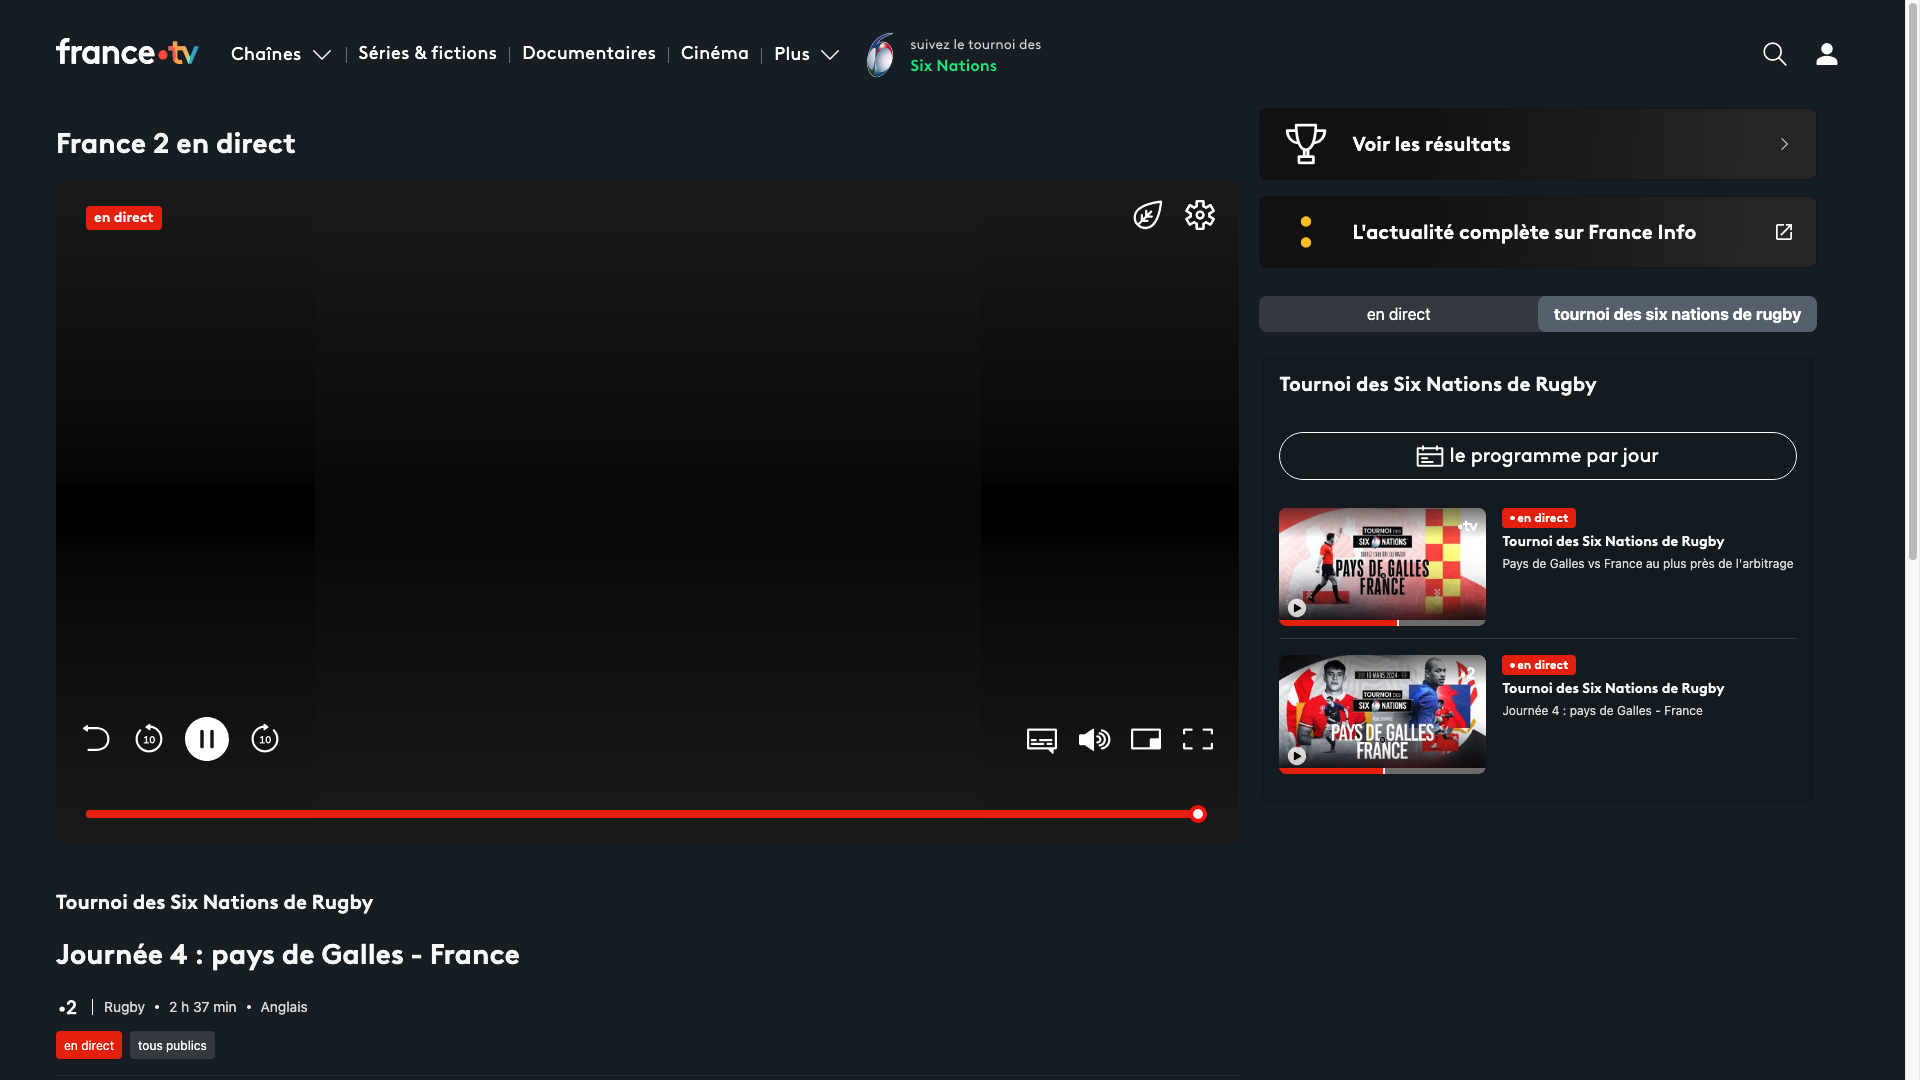 france•tv
Chaînes
Séries & fictions
Documentaires
Cinéma
Plus
suivez le tournoi des
Six Nations
France 2 en direct
en direct
10
10
Voir les résultats
L'actualité complète sur France Info
en direct
tournoi des six nations de rugby
Tournoi des Six Nations de Rugby
le programme par jour
•tv
TOURNOI DES
SIX NATIONS
PAYS DE GALLES
FRANCE
• en direct
Tournoi des Six Nations de Rugby
Pays de Galles vs France au plus près de l'arbitrage
10 MARS 2024
•2
TOURNOI DES
SIX NATIONS
PAYS DE GALLES
FRANCE
• en direct
Tournoi des Six Nations de Rugby
Journée 4 : pays de Galles - France
Tournoi des Six Nations de Rugby
Journée 4 : pays de Galles - France
•2
Rugby • 2 h 37 min • Anglais
en direct
tous publics